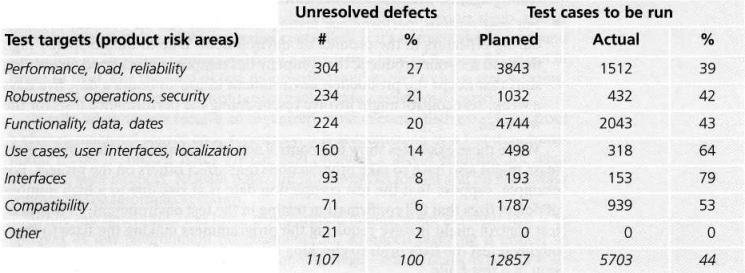 Unresolved defects Test cases to be run
Test targets (product risk areas) # % Planned Actual %
Performance, load, reliability 304 27 3843 1512 39
Robustness, operations, security 234 21 1032 432 42
Functionality, data, dates 224 20 4744 2043 43
Use cases, user interfaces, localization 160 14 498 318 64
Interfaces 93 8 193 153 79
Compatibility 71 6 1787 939 53
Other 21 2 0 0 0
1107 100 12857 5703 44